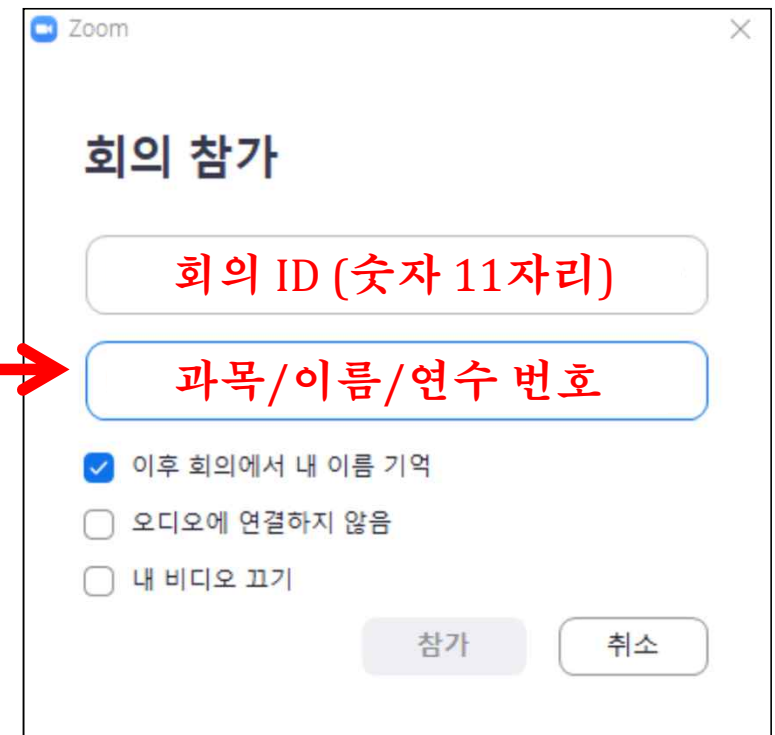 Zoom
회의 참가
회의 ID (숫자 11자리)
과목/이름/연수 번호
이후 회의에서 내 이름 기억
오디오에 연결하지 않음
내 비디오 끄기
참가 취소